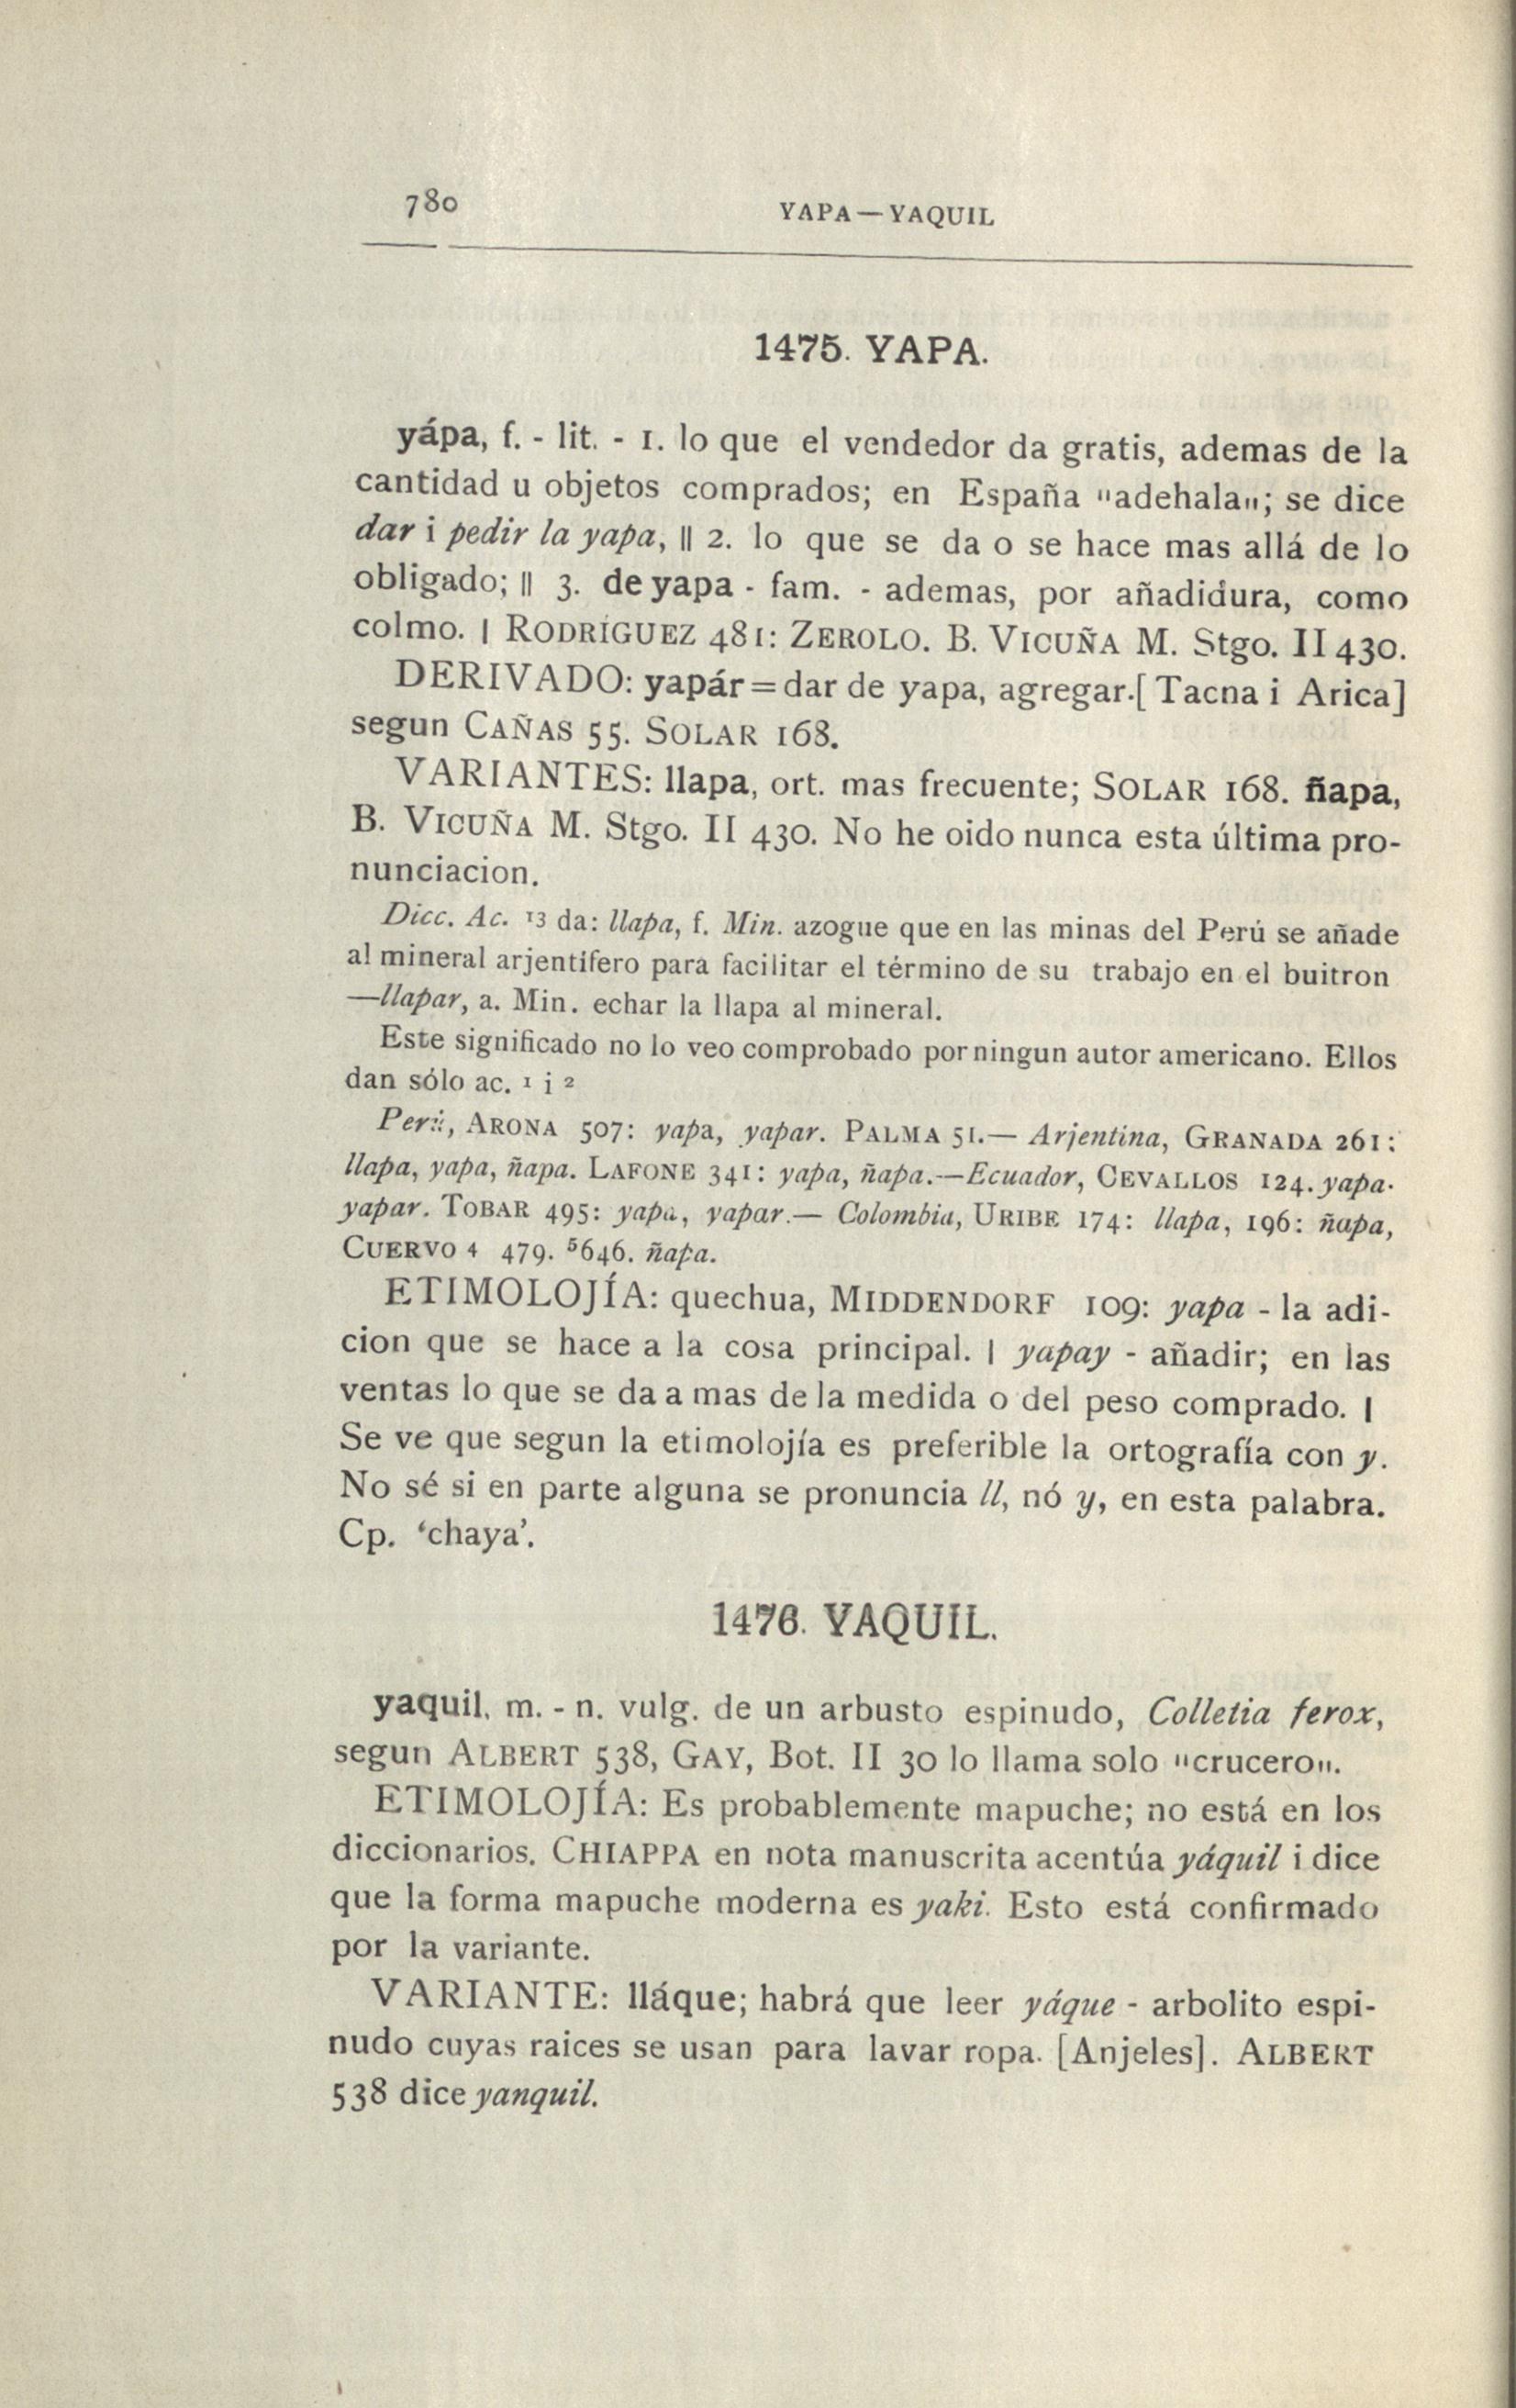 780
YAPA—YAQUIL
1475. YAPA.
yápa, f. - lit. - 1. lo que el vendedor da gratis, ademas de la
cantidad u objetos comprados; en España "adehala"; se dice
dar i pedir la yapa, || 2. lo que se da o se hace mas allá de lo
obligado; || 3. de yapa - fam. - ademas, por añadidura, como
colmo. | RODRÍGUEZ 481: ZEROLO. B. VICUÑA M. Stgo. II 430.
DERIVADO: yapár = dar de yapa, agregar.[ Tacna i Arica]
segun CAÑAS 55. SOLAR 168.
VARIANTES: llapa, ort. mas frecuente; SOLAR 168. ñapa,
B. VICUÑA M. Stgo. II 430. No he oido nunca esta última pro-
nunciacion.
Dicc. Ac. 13 da: llapa, f. Min. azogue que en las minas del Perú se añade
al mineral arjentífero para facilitar el término de su trabajo en el buitron
—llapar, a. Min. echar la llapa al mineral.
Este significado no lo veo comprobado por ningun autor americano. Ellos
dan sólo ac. 1 i 2
Perú, ARONA 507: yapa, yapar. PALMA 51.— Arjentina, GRANADA 261:
llapa, yapa, ñapa. LAFONE 341: yapa, ñapa.—Ecuador, CEVALLOS 124. yapa.
yapar. TOBAR 495: yapa, yapar.— Colombia, URIBE 174: llapa, 196: ñapa,
CUERVO 4 479. ⁵646. ñapa.
ETIMOLOJÍA: quechua, MIDDENDORF 109: yapa - la adi-
cion que se hace a la cosa principal. | yapay - añadir; en las
ventas lo que se da a mas de la medida o del peso comprado. |
Se ve que segun la etimolojía es preferible la ortografía con y.
No sé si en parte alguna se pronuncia ll, nó y, en esta palabra.
Cp. ‘chaya’.
1476. YAQUIL.
yaquil, m. - n. vulg. de un arbusto espinudo, Colletia ferox,
segun ALBERT 538, GAY, Bot. II 30 lo llama solo "crucero".
ETIMOLOJÍA: Es probablemente mapuche; no está en los
diccionarios. CHIAPPA en nota manuscrita acentúa yáquil i dice
que la forma mapuche moderna es yaki. Esto está confirmado
por la variante.
VARIANTE: lláque; habrá que leer yáque - arbolito espi-
nudo cuyas raices se usan para lavar ropa. [Anjeles]. ALBERT
538 dice yanquil.